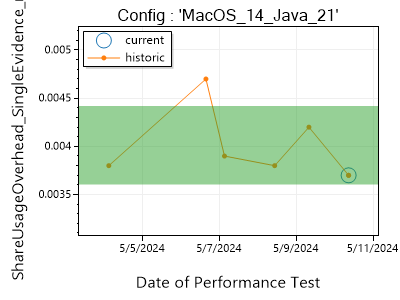 Config : 'MacOS_14_Java_21'
current
historic
0.005
0.0045
0.004
0.0035
ShareUsageOverhead_SingleEvidence_
5/5/2024
5/7/2024
5/9/2024
5/11/2024
Date of Performance Test